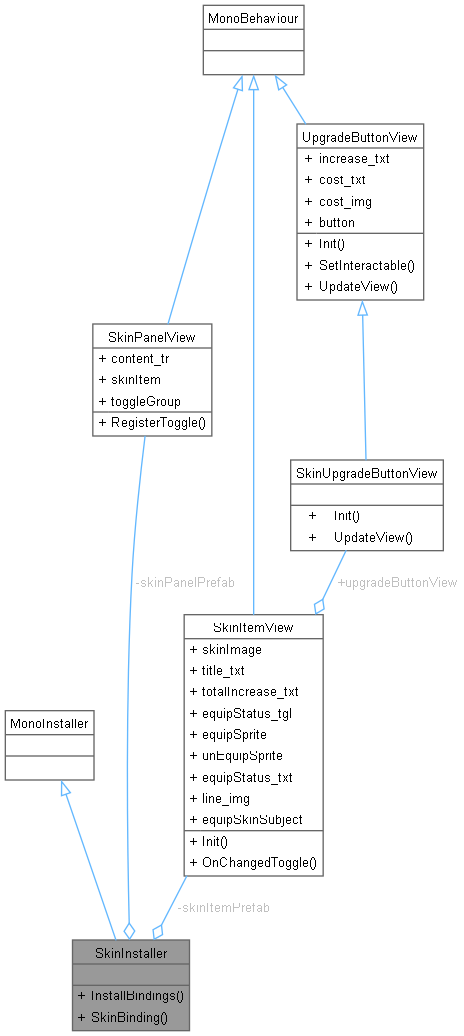 MonoBehaviour
UpgradeButtonView
+ increase_txt
+ cost_txt
+ cost_img
+ button
+ Init()
+ SetInteractable()
+ UpdateView()
SkinPanelView
+ content_tr
+ skinItem
+ toggleGroup
+ RegisterToggle()
SkinUpgradeButtonView
+ Init()
+ UpdateView()
-skinPanelPrefab
+upgradeButtonView
SkinItemView
+ skinImage
+ title_txt
+ totalIncrease_txt
+ equipStatus_tgl
+ equipSprite
+ unEquipSprite
+ equipStatus_txt
+ line_img
+ equipSkinSubject
+ Init()
+ OnChangedToggle()
MonoInstaller
-skinItemPrefab
SkinInstaller
+ InstallBindings()
+ SkinBinding()